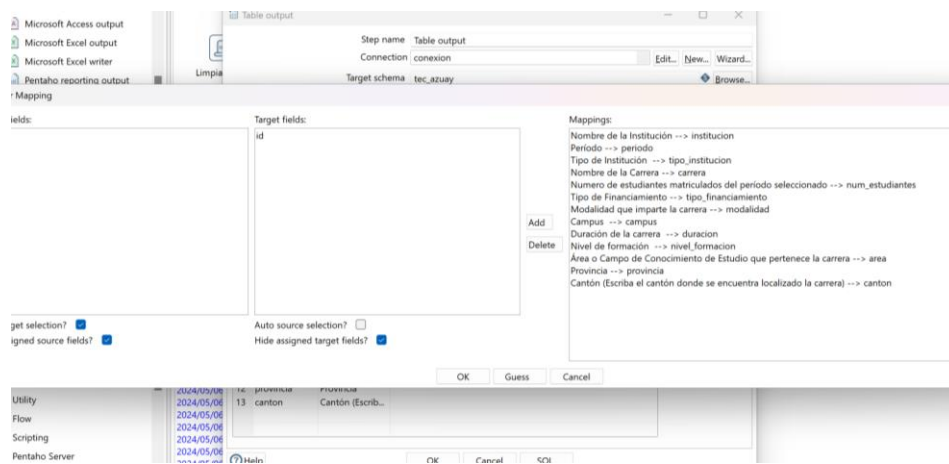 Microsoft Access output
Microsoft Excel output
Microsoft Excel writer
Pentaho reporting output
Limpia
Table output
Step name Table output
Connection conexion Edit... New... Wizard...
Target schema tec_azuay Browse...
Mapping
ields:
Target fields:
id
Add
Delete
Mappings:
Nombre de la Institución --> institucion
Período --> periodo
Tipo de Institución --> tipo_institucion
Nombre de la Carrera --> carrera
Numero de estudiantes matriculados del período seleccionado --> num_estudiantes
Tipo de Financiamiento --> tipo_financiamiento
Modalidad que imparte la carrera --> modalidad
Campus --> campus
Duración de la carrera --> duracion
Nivel de formación --> nivel_formacion
Área o Campo de Conocimiento de Estudio que pertenece la carrera --> area
Provincia --> provincia
Cantón (Escriba el cantón donde se encuentra localizado la carrera) --> canton
get selection?
igned source fields?
Auto source selection?
Hide assigned target fields?
OK Guess Cancel
Utility
Flow
Scripting
Pentaho Server
2024/05/06
2024/05/06
2024/05/06
2024/05/06
2024/05/06
12 provincia Provincia
13 canton Cantón (Escrib...
Help OK Cancel SQL